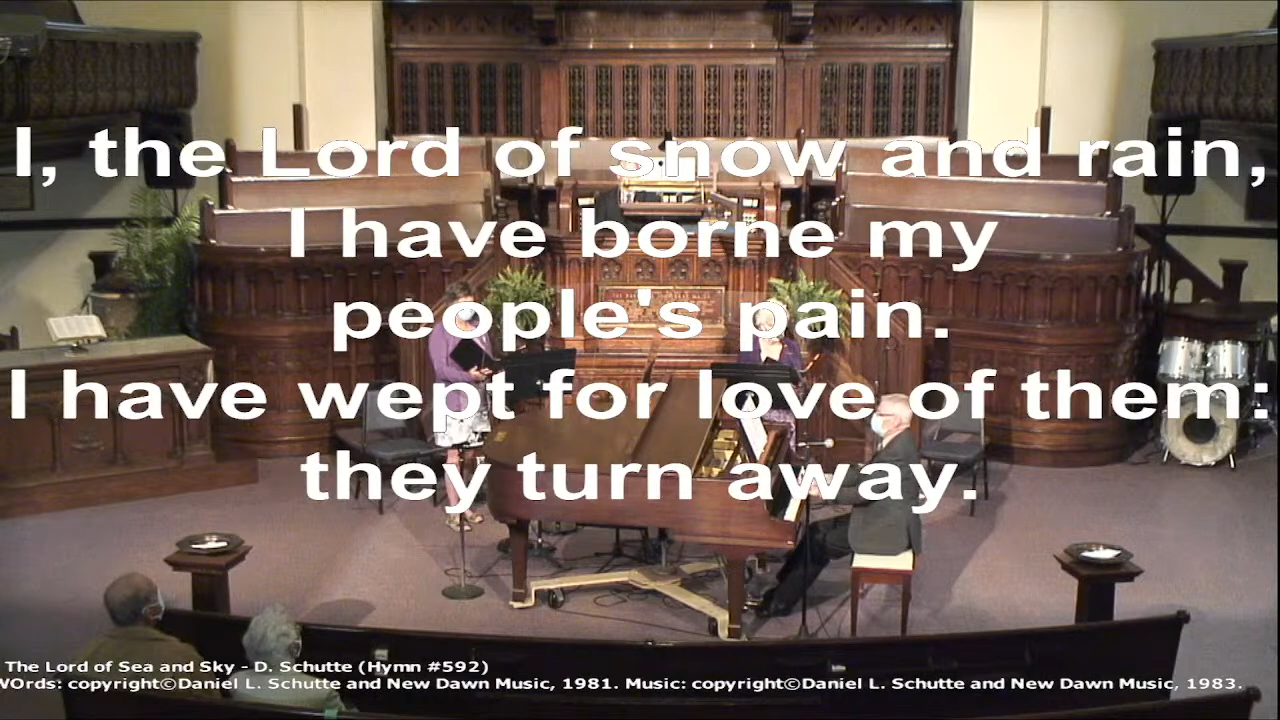 I, the Lord of snow and rain,
I have borne my
people's pain.
I have wept for love of them:
they turn away.
The Lord of Sea and Sky - D. Schutte (Hymn #592)
WOrds: copyright©Daniel L. Schutte and New Dawn Music, 1981. Music: copyright©Daniel L. Schutte and New Dawn Music, 1983.